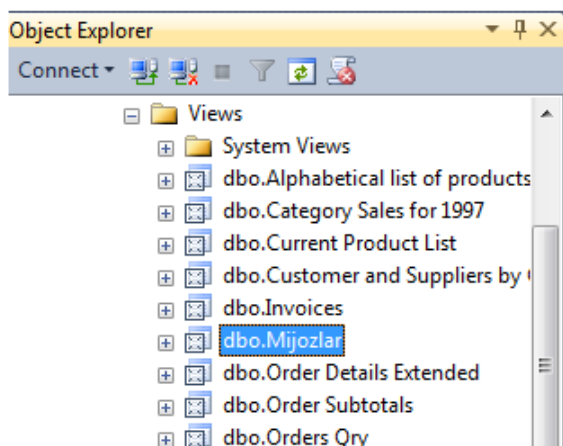 Object Explorer
Connect
Views
System Views
dbo.Alphabetical list of products
dbo.Category Sales for 1997
dbo.Current Product List
dbo.Customer and Suppliers by
dbo.Invoices
dbo.Mijozlar
dbo.Order Details Extended
dbo.Order Subtotals
dbo.Orders Qry